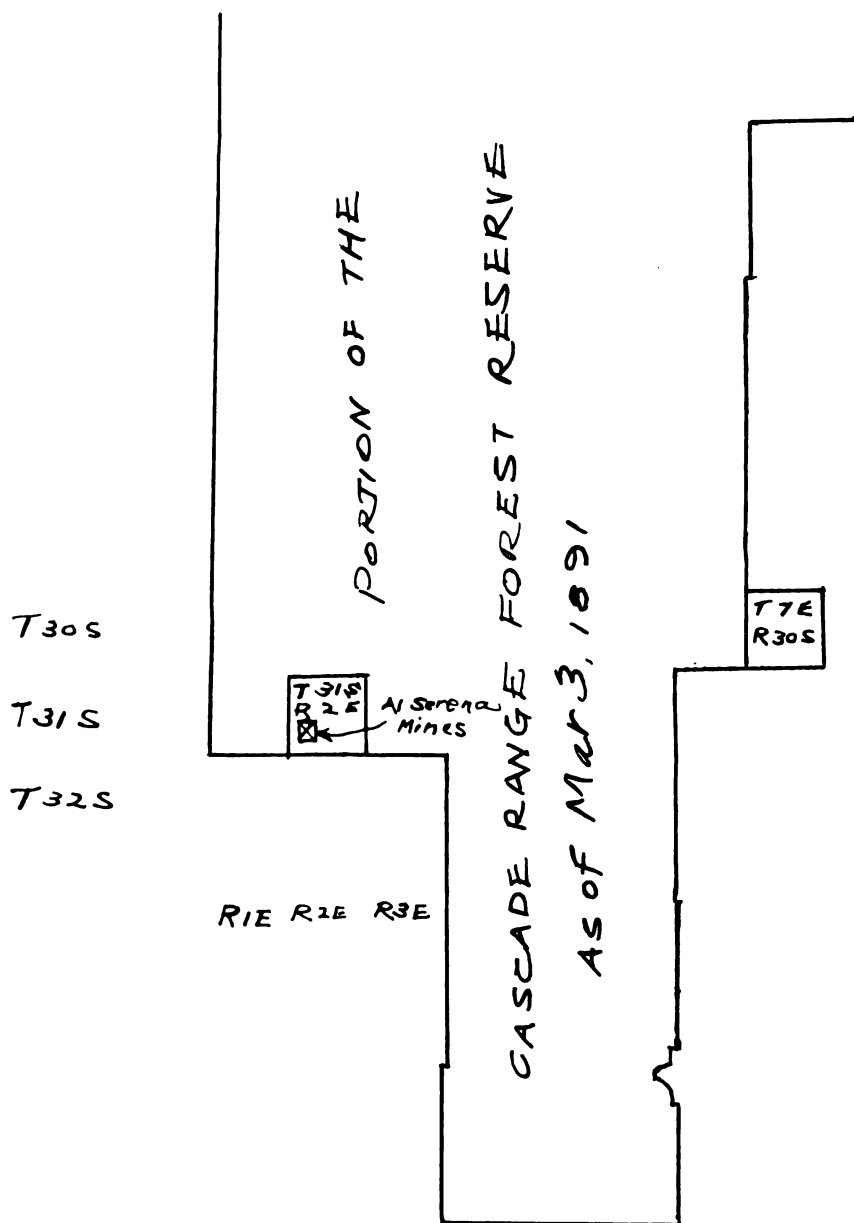 PORTION OF THE
CASCADE RANGE FOREST RESERVE
AS OF Mar 3, 1891
T30S
T31S
T32S
T31S
R2E
Al Serena
Mines
T7E
R30S
R1E R2E R3E